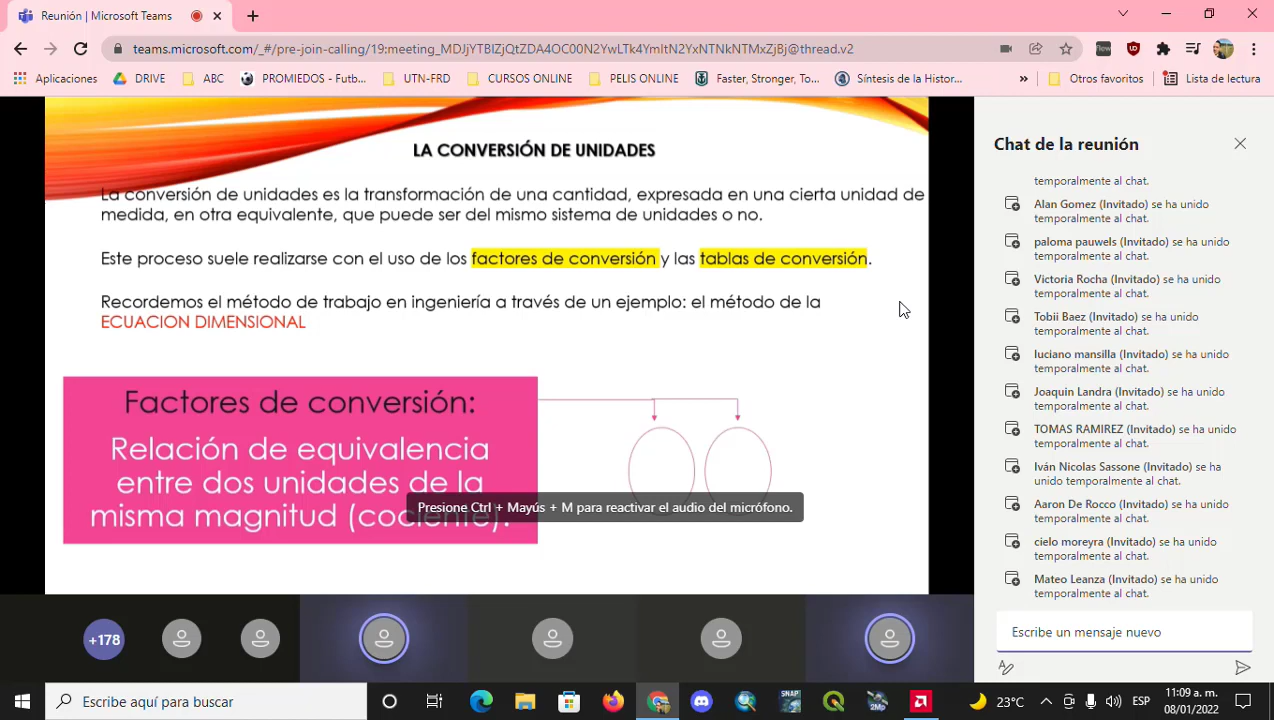 Reunión | Microsoft Teams
teams.microsoft.com/_#/pre-join-calling/19:meeting_MDJjYTBlZjQtZDA4OC00N2YwLTk4YmItN2YxNTNkNTMxZjBj@thread.v2
Aplicaciones
DRIVE
ABC
PROMIEDOS - Futb...
UTN-FRD
CURSOS ONLINE
PELIS ONLINE
Faster, Stronger, To...
Síntesis de la Histor...
»
Otros favoritos
Lista de lectura
LA CONVERSIÓN DE UNIDADES
La conversión de unidades es la transformación de una cantidad, expresada en una cierta unidad de
medida, en otra equivalente, que puede ser del mismo sistema de unidades o no.
Este proceso suele realizarse con el uso de los factores de conversión y las tablas de conversión.
Recordemos el método de trabajo en ingeniería a través de un ejemplo: el método de la
ECUACION DIMENSIONAL
Factores de conversión:
Relación de equivalencia
entre dos unidades de la
misma magnitud (cociente).
Presione Ctrl + Mayús + M para reactivar el audio del micrófono.
+178
Chat de la reunión
temporalmente al chat.
Alan Gomez (Invitado) se ha unido
temporalmente al chat.
paloma pauwels (Invitado) se ha unido
temporalmente al chat.
Victoria Rocha (Invitado) se ha unido
temporalmente al chat.
Tobii Baez (Invitado) se ha unido
temporalmente al chat.
luciano mansilla (Invitado) se ha unido
temporalmente al chat.
Joaquin Landra (Invitado) se ha unido
temporalmente al chat.
TOMAS RAMIREZ (Invitado) se ha unido
temporalmente al chat.
Iván Nicolas Sassone (Invitado) se ha
unido temporalmente al chat.
Aaron De Rocco (Invitado) se ha unido
temporalmente al chat.
cielo moreyra (Invitado) se ha unido
temporalmente al chat.
Mateo Leanza (Invitado) se ha unido
temporalmente al chat.
Escribe un mensaje nuevo
Escribe aquí para buscar
SNAP
2Mp
23°C
ESP
11:09 a. m.
08/01/2022